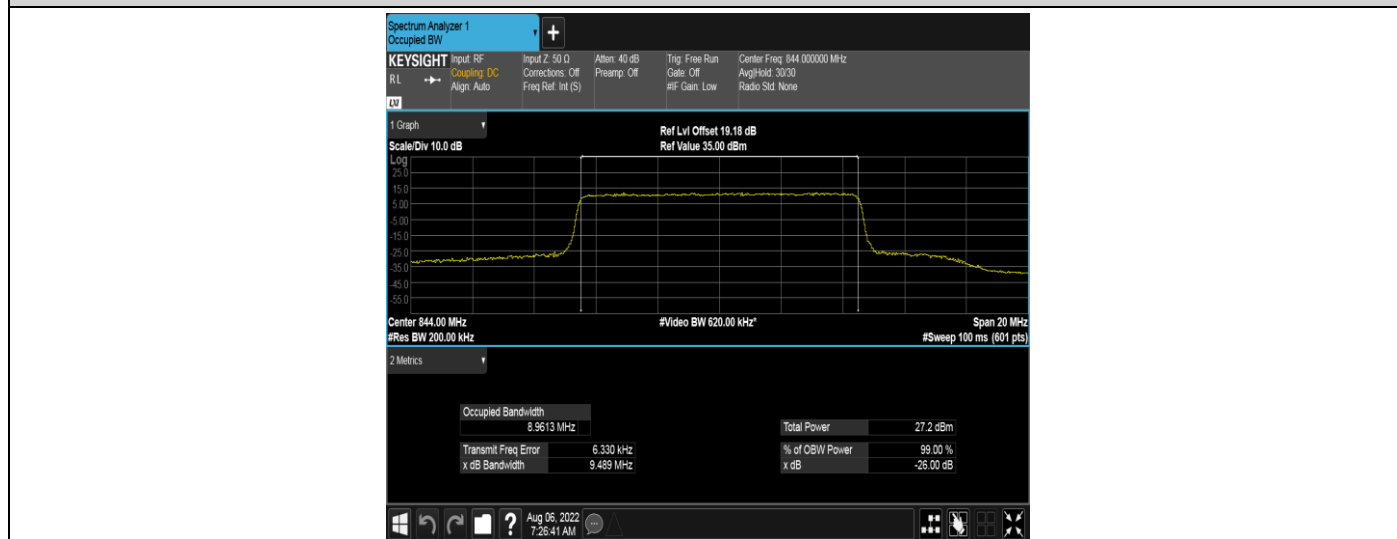 Spectrum Analyzer 1
Occupied BW
+
KEYSIGHT
RL
LXI
Input: RF
Coupling: DC
Align: Auto
Input Z: 50 Ω
Corrections: Off
Freq Ref: Int (S)
Atten: 40 dB
Preamp: Off
Trig: Free Run
Gate: Off
#IF Gain: Low
Center Freq: 844.000000 MHz
Avg|Hold: 30/30
Radio Std: None
1 Graph
Scale/Div 10.0 dB
Ref Lvl Offset 19.18 dB
Ref Value 35.00 dBm
Log
25.0
15.0
5.00
-5.00
-15.0
-25.0
-35.0
-45.0
-55.0
Center 844.00 MHz
#Res BW 200.00 kHz
#Video BW 620.00 kHz*
Span 20 MHz
#Sweep 100 ms (601 pts)
2 Metrics
Occupied Bandwidth
8.9613 MHz
Transmit Freq Error 6.330 kHz
x dB Bandwidth 9.489 MHz
Total Power 27.2 dBm
% of OBW Power 99.00 %
x dB -26.00 dB
?
Aug 06, 2022
7:26:41 AM